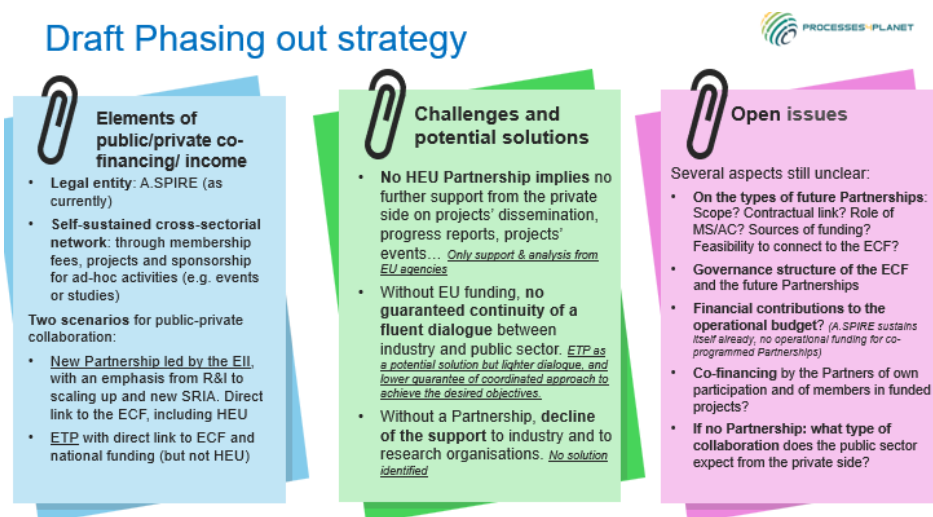 Draft Phasing out strategy
PROCESSES4PLANET
Elements of
public/private co-
financing/ income
• Legal entity: A.SPIRE (as
currently)
• Self-sustained cross-sectorial
network: through membership
fees, projects and sponsorship
for ad-hoc activities (e.g. events
or studies)
Two scenarios for public-private
collaboration:
• New Partnership led by the EII,
with an emphasis from R&I to
scaling up and new SRIA. Direct
link to the ECF, including HEU
• ETP with direct link to ECF and
national funding (but not HEU)
Challenges and
potential solutions
• No HEU Partnership implies no
further support from the private
side on projects' dissemination,
progress reports, projects'
events... Only support & analysis from
EU agencies
• Without EU funding, no
guaranteed continuity of a
fluent dialogue between
industry and public sector. ETP as
a potential solution but lighter dialogue, and
lower guarantee of coordinated approach to
achieve the desired objectives.
• Without a Partnership, decline
of the support to industry and to
research organisations. No solution
identified
Open issues
Several aspects still unclear:
• On the types of future Partnerships:
Scope? Contractual link? Role of
MS/AC? Sources of funding?
Feasibility to connect to the ECF?
• Governance structure of the ECF
and the future Partnerships
• Financial contributions to the
operational budget? (A.SPIRE sustains
itself already, no operational funding for co-
programmed Partnerships)
• Co-financing by the Partners of own
participation and of members in funded
projects?
• If no Partnership: what type of
collaboration does the public sector
expect from the private side?